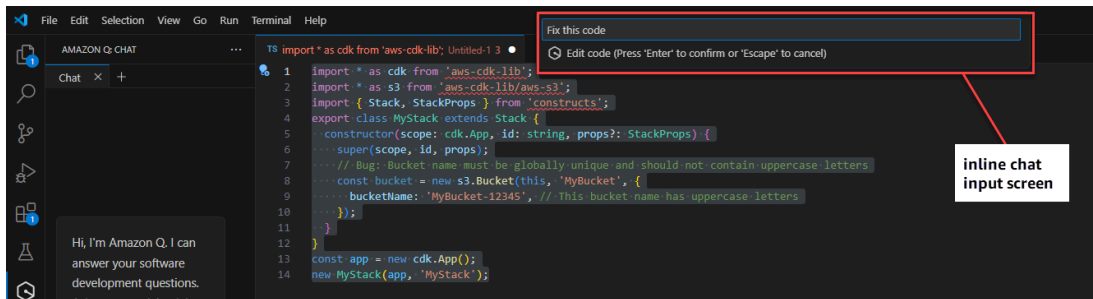 File Edit Selection View Go Run Terminal Help
Fix this code
Edit code (Press 'Enter' to confirm or 'Escape' to cancel)
AMAZON Q: CHAT ...
TS import * as cdk from 'aws-cdk-lib'; Untitled-1 3
Chat
1 import * as cdk from 'aws-cdk-lib';
2 import * as s3 from 'aws-cdk-lib/aws-s3';
3 import { Stack, StackProps } from 'constructs';
4 export class MyStack extends Stack {
5 constructor(scope: cdk.App, id: string, props?: StackProps) {
6 super(scope, id, props);
7 // Bug: Bucket name must be globally unique and should not contain uppercase letters
8 const bucket = new s3.Bucket(this, 'MyBucket', {
9 bucketName: 'MyBucket-12345', // This bucket name has uppercase letters
10 });
11 }
12 }
13 const app = new cdk.App();
14 new MyStack(app, 'MyStack');
inline chat
input screen
1
1
Hi, I'm Amazon Q. I can
answer your software
development questions.